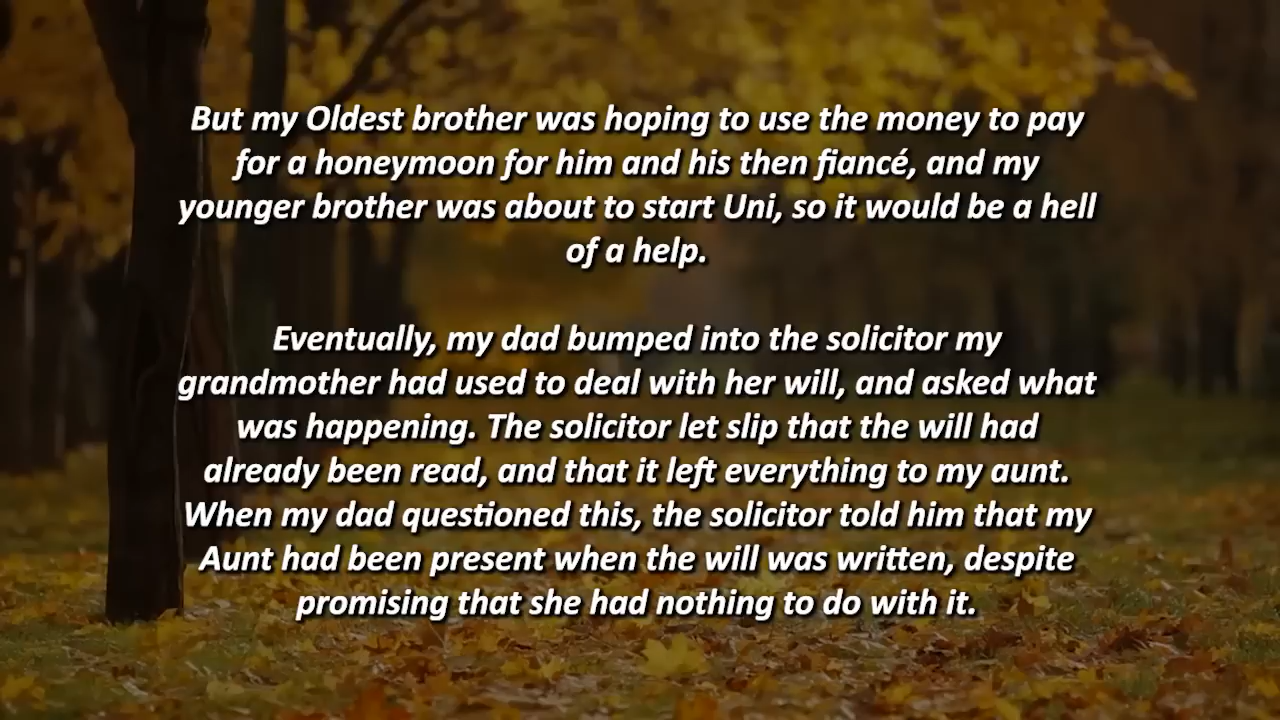 But my Oldest brother was hoping to use the money to pay
for a honeymoon for him and his then fiancé, and my
younger brother was about to start Uni, so it would be a hell
of a help.
Eventually, my dad bumped into the solicitor my
grandmother had used to deal with her will, and asked what
was happening. The solicitor let slip that the will had
already been read, and that it left everything to my aunt.
When my dad questioned this, the solicitor told him that my
Aunt had been present when the will was written, despite
promising that she had nothing to do with it.